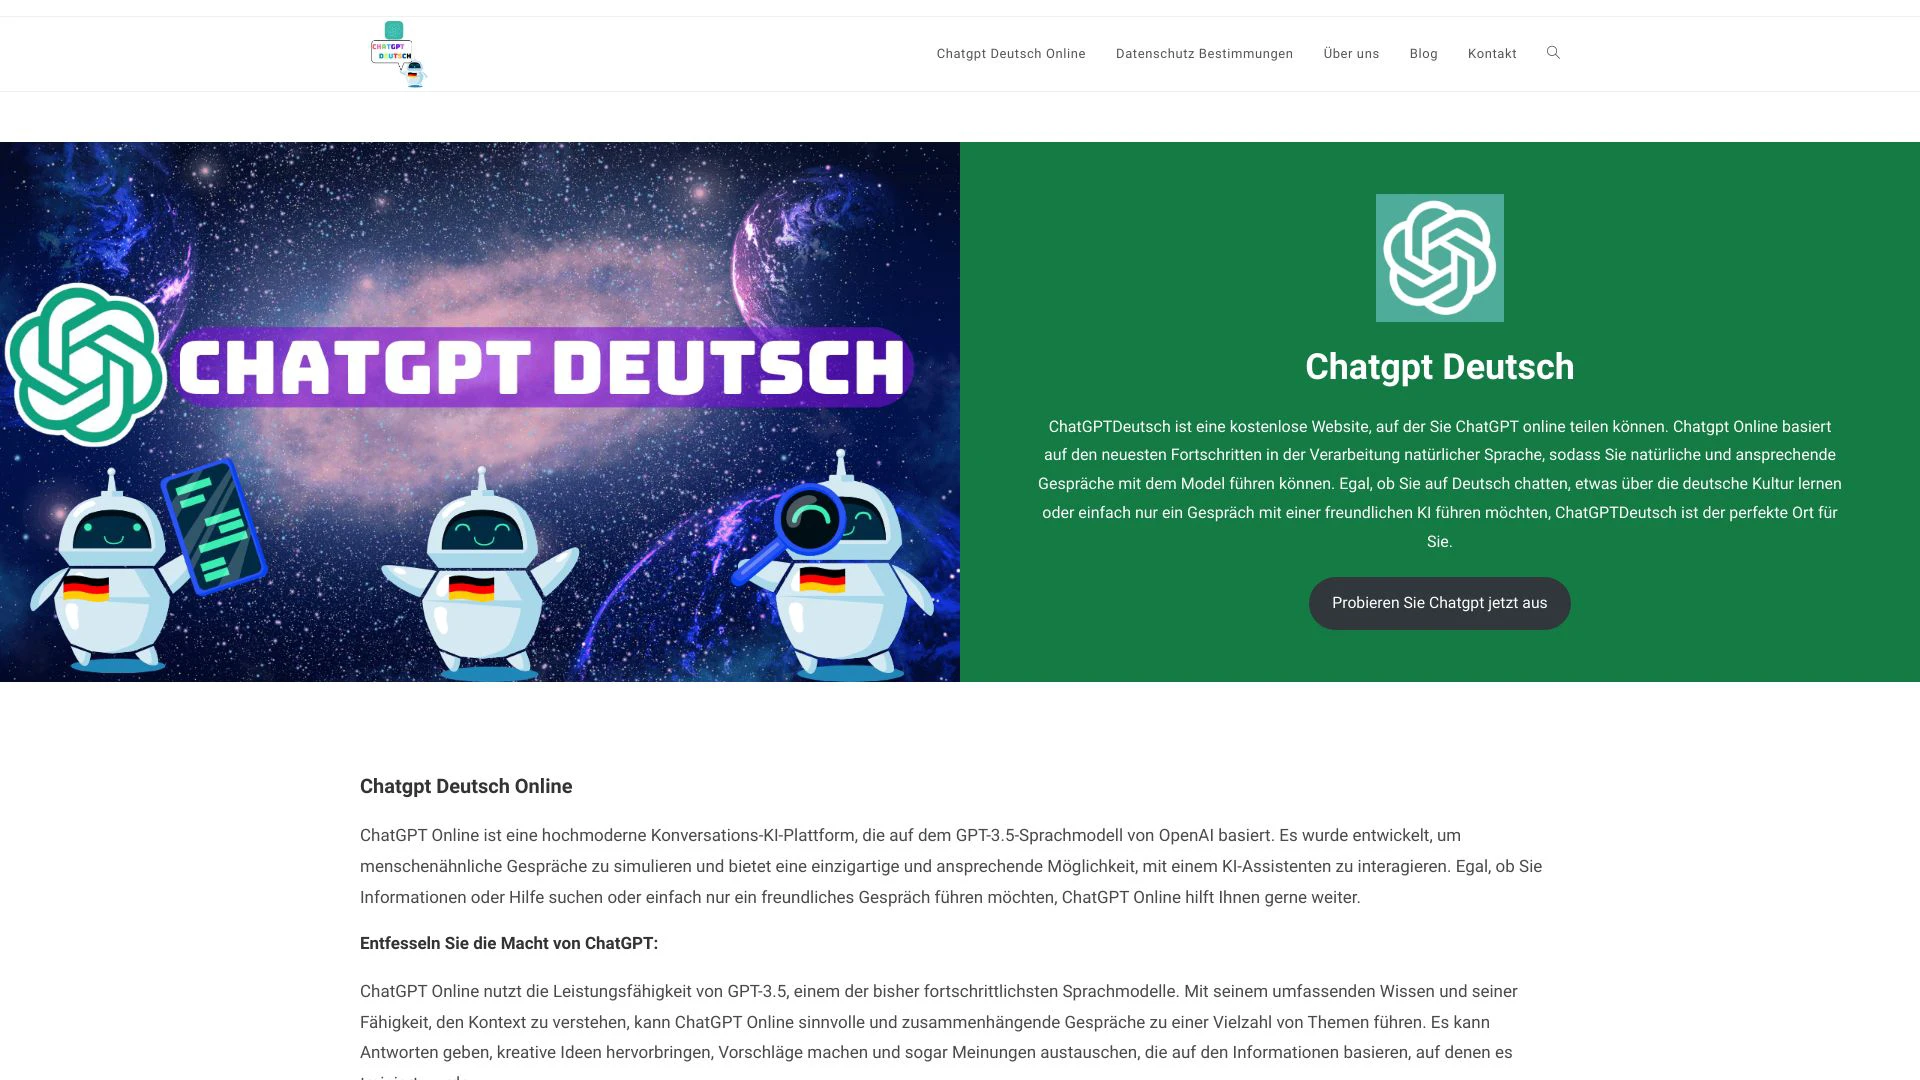 CHATGPT
DEUTSCH
Chatgpt Deutsch Online
Datenschutz Bestimmungen
Über uns
Blog
Kontakt
CHATGPT DEUTSCH
Chatgpt Deutsch
ChatGPTDeutsch ist eine kostenlose Website, auf der Sie ChatGPT online teilen können. Chatgpt Online basiert
auf den neuesten Fortschritten in der Verarbeitung natürlicher Sprache, sodass Sie natürliche und ansprechende
Gespräche mit dem Model führen können. Egal, ob Sie auf Deutsch chatten, etwas über die deutsche Kultur lernen
oder einfach nur ein Gespräch mit einer freundlichen KI führen möchten, ChatGPTDeutsch ist der perfekte Ort für
Sie.
Probieren Sie Chatgpt jetzt aus
Chatgpt Deutsch Online
ChatGPT Online ist eine hochmoderne Konversations-KI-Plattform, die auf dem GPT-3.5-Sprachmodell von OpenAI basiert. Es wurde entwickelt, um
menschenähnliche Gespräche zu simulieren und bietet eine einzigartige und ansprechende Möglichkeit, mit einem KI-Assistenten zu interagieren. Egal, ob Sie
Informationen oder Hilfe suchen oder einfach nur ein freundliches Gespräch führen möchten, ChatGPT Online hilft Ihnen gerne weiter.
Entfesseln Sie die Macht von ChatGPT:
ChatGPT Online nutzt die Leistungsfähigkeit von GPT-3.5, einem der bisher fortschrittlichsten Sprachmodelle. Mit seinem umfassenden Wissen und seiner
Fähigkeit, den Kontext zu verstehen, kann ChatGPT Online sinnvolle und zusammenhängende Gespräche zu einer Vielzahl von Themen führen. Es kann
Antworten geben, kreative Ideen hervorbringen, Vorschläge machen und sogar Meinungen austauschen, die auf den Informationen basieren, auf denen es